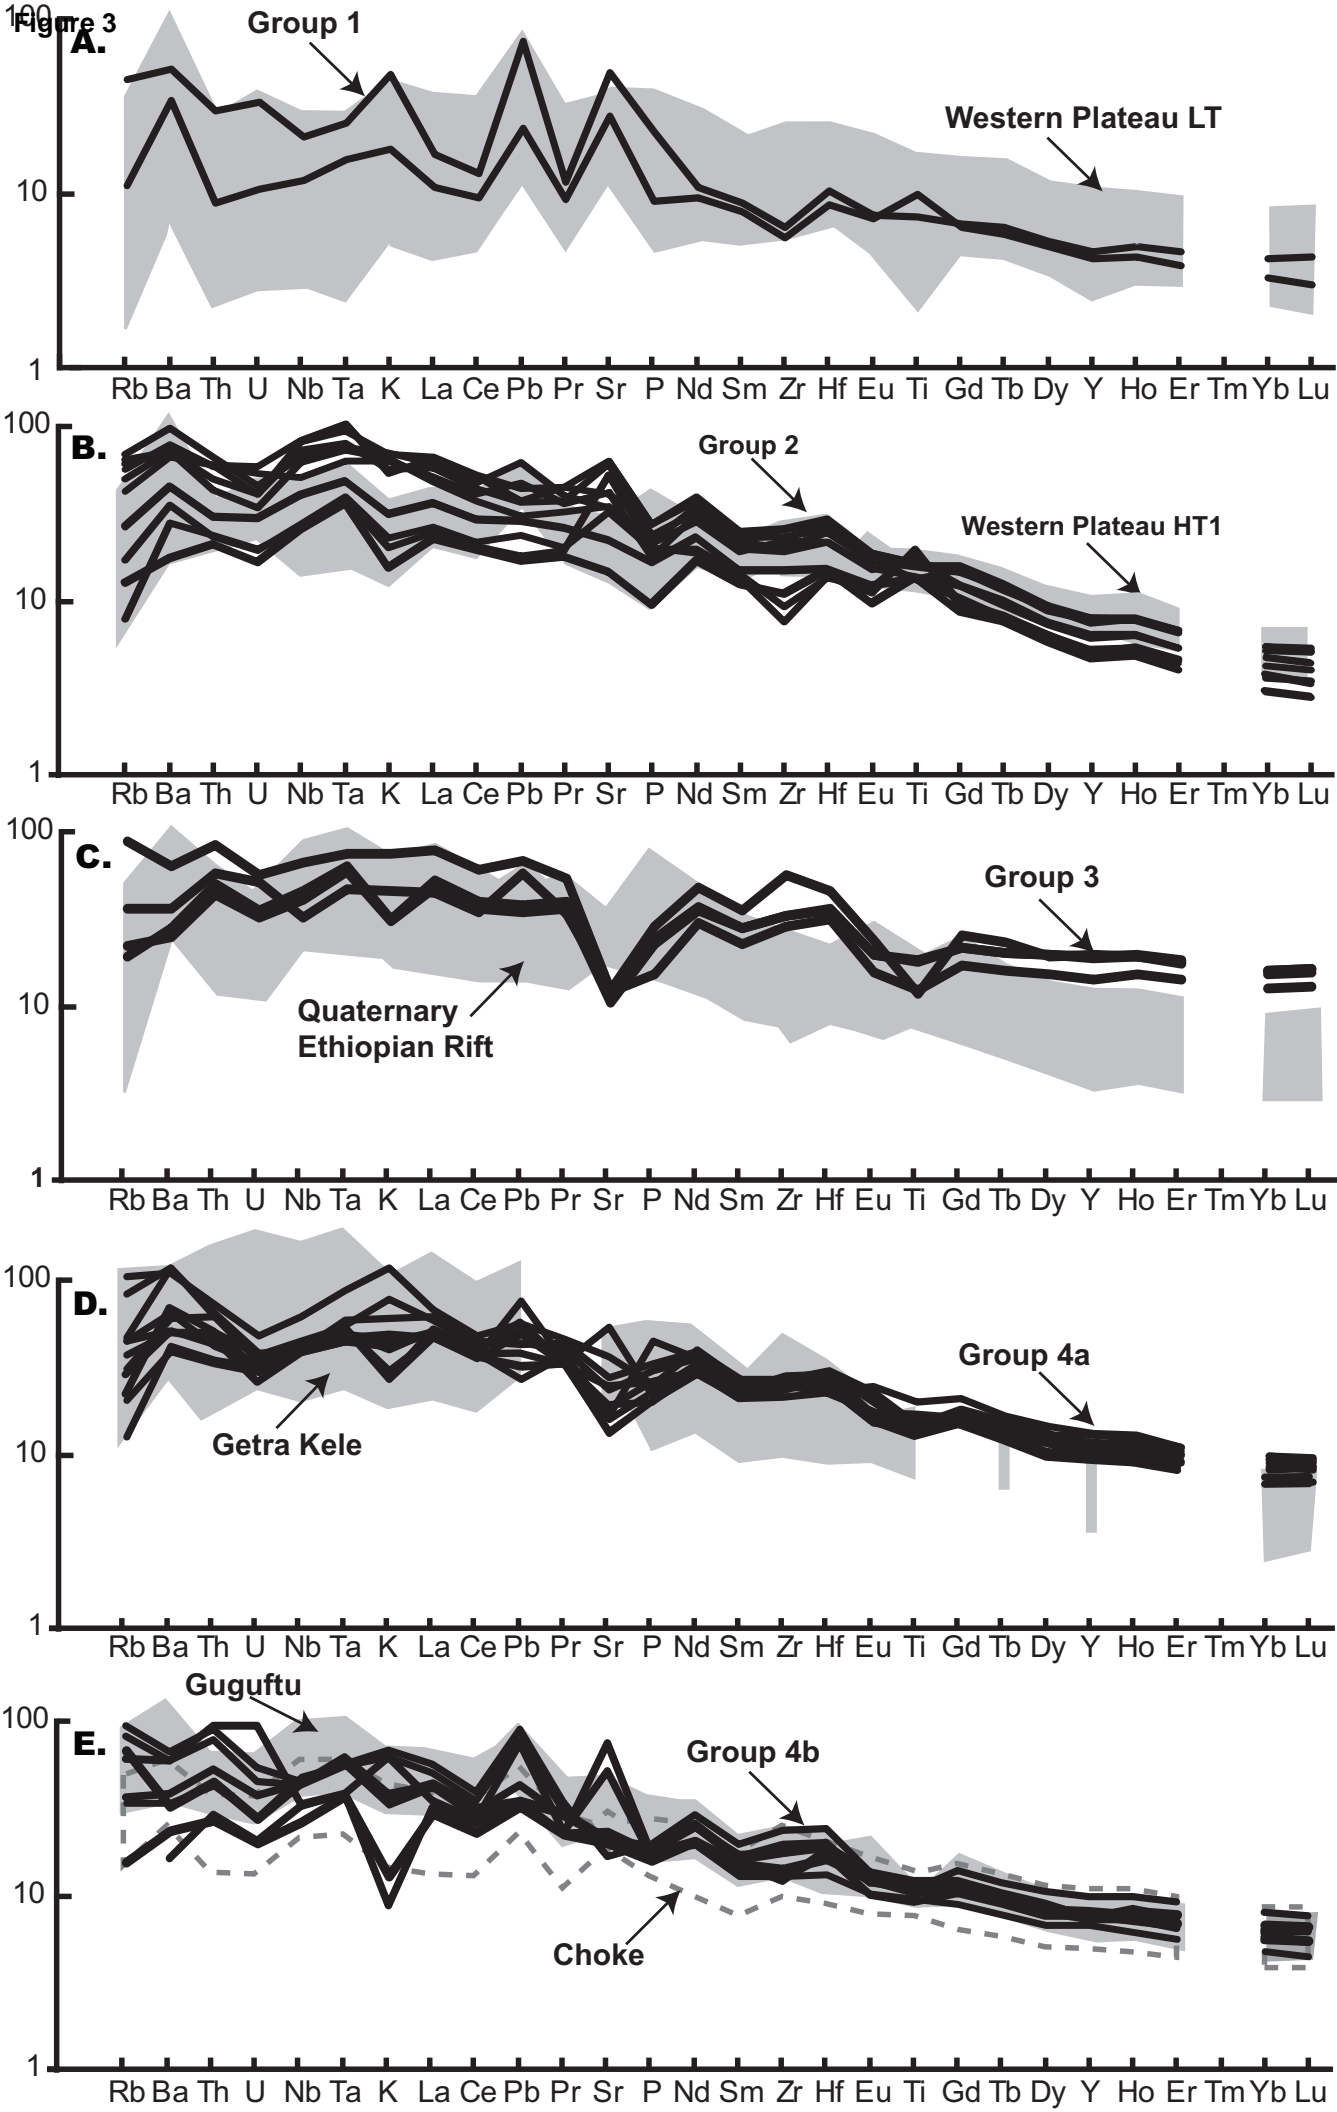 100
Figure 3
A.
Group 1
Western Plateau LT
10
1
Rb Ba Th U Nb Ta K La Ce Pb Pr Sr P Nd Sm Zr Hf Eu Ti Gd Tb Dy Y Ho Er Tm Yb Lu
100
B.
Group 2
Western Plateau HT1
10
1
Rb Ba Th U Nb Ta K La Ce Pb Pr Sr P Nd Sm Zr Hf Eu Ti Gd Tb Dy Y Ho Er Tm Yb Lu
100
C.
Group 3
10
Quaternary
Ethiopian Rift
1
Rb Ba Th U Nb Ta K La Ce Pb Pr Sr P Nd Sm Zr Hf Eu Ti Gd Tb Dy Y Ho Er Tm Yb Lu
100
D.
Group 4a
Getra Kele
10
1
Rb Ba Th U Nb Ta K La Ce Pb Pr Sr P Nd Sm Zr Hf Eu Ti Gd Tb Dy Y Ho Er Tm Yb Lu
Guguftu
100
E.
Group 4b
10
Choke
1
Rb Ba Th U Nb Ta K La Ce Pb Pr Sr P Nd Sm Zr Hf Eu Ti Gd Tb Dy Y Ho Er Tm Yb Lu